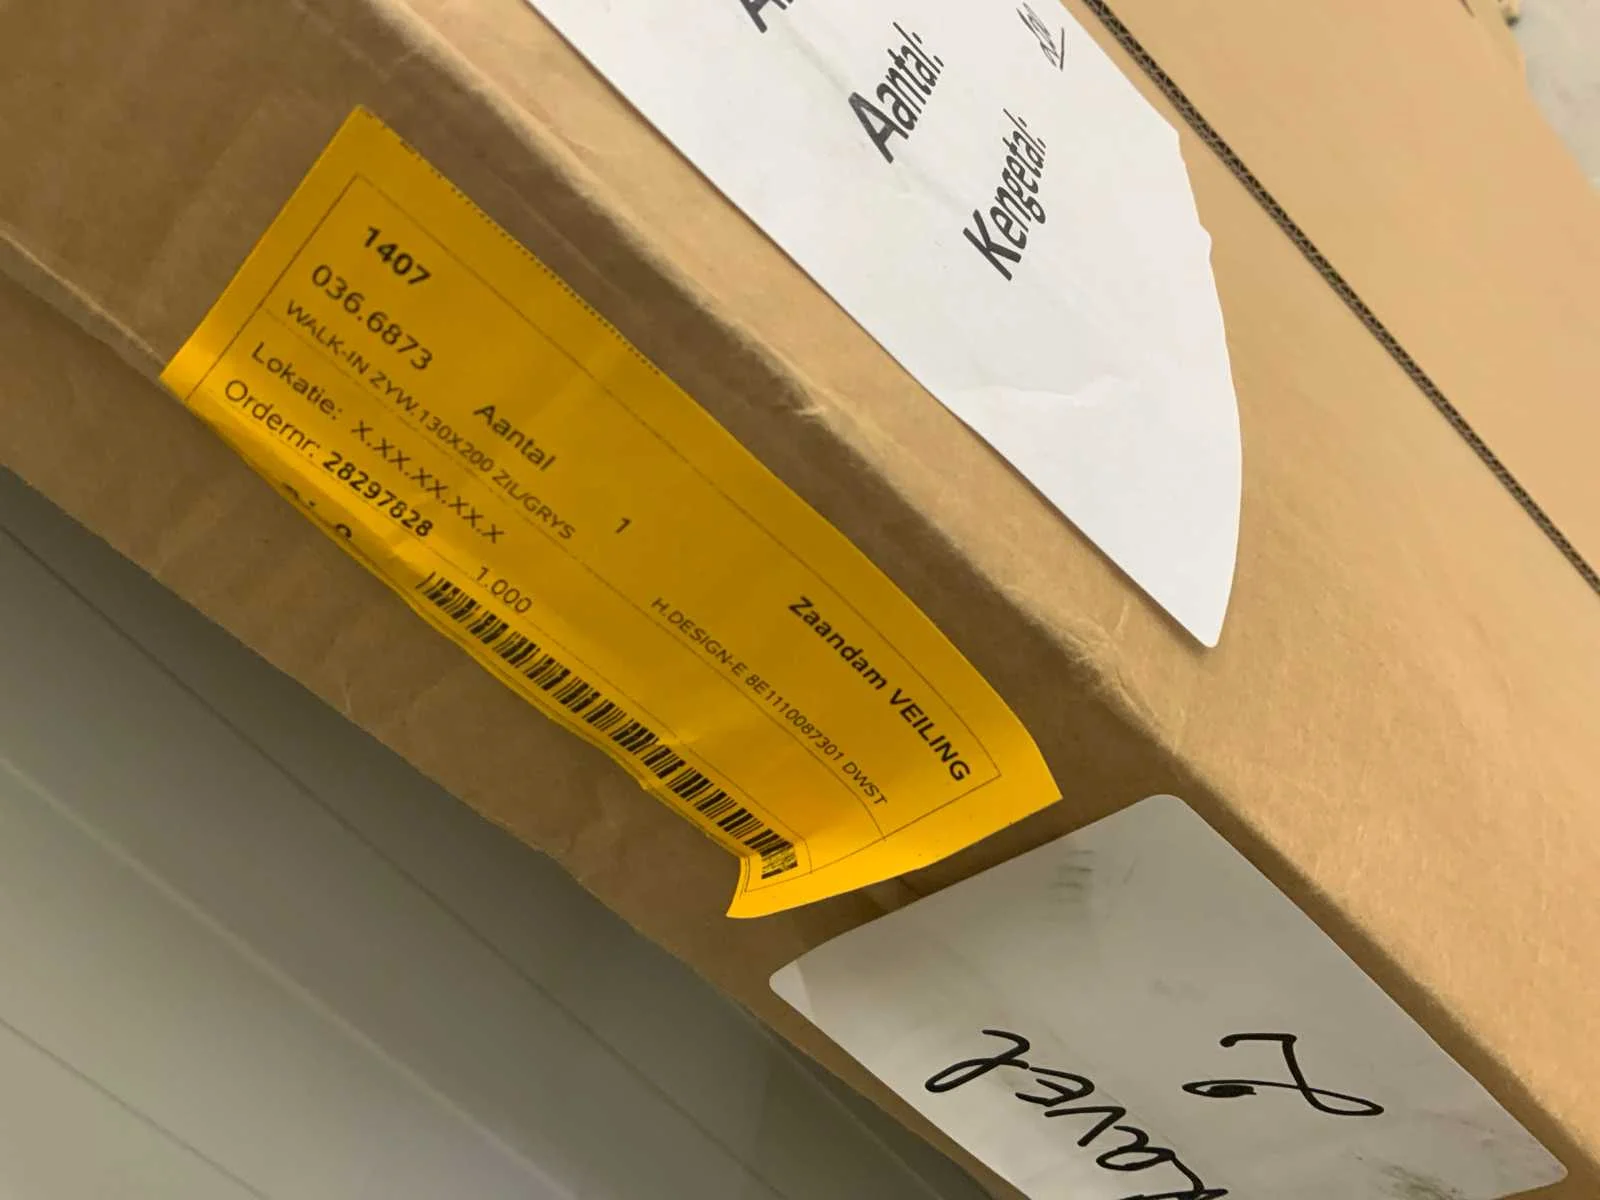 Aantal:
Kengetal:
1407
Zaandam VEILING
036.6873 Aantal 1
WALK-IN ZYW.130X200 ZIL/GRYS H.DESIGN-E 8E1110087301 DWST
Lokatie: X.XX.XX.XX.X 1.000
Ordernr: 28297828
KAVEL
2